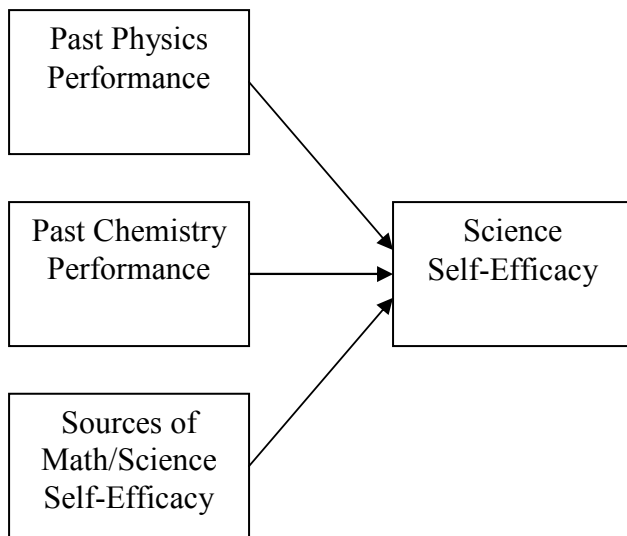 Past Physics
Performance
Past Chemistry
Performance
Science
Self-Efficacy
Sources of
Math/Science
Self-Efficacy